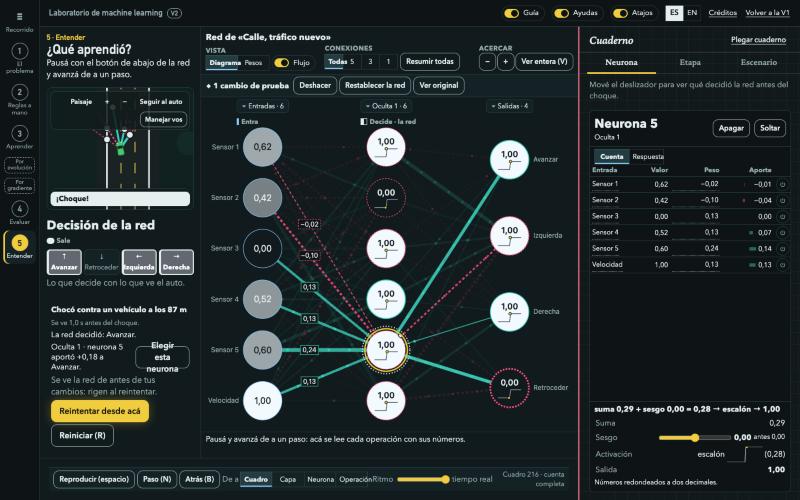 Laboratorio de machine learning V2
Guía
Ayudas
Atajos
ES EN
Créditos
Volver a la V1
Recorrido
1
El problema
2
Reglas a mano
3
Aprender
Por evolución
Por gradiente
4
Evaluar
5
Entender
5 · Entender
¿Qué aprendió?
Pausá con el botón de abajo de la red y avanzá de a un paso.
Paisaje + − Seguir al auto
Manejar vos
¡Choque!
Decisión de la red
Sale
↑ Avanzar
↓ Retroceder
← Izquierda
→ Derecha
Lo que decide con lo que ve el auto.
Chocó contra un vehículo a los 87 m
Se ve 1,0 s antes del choque.
La red decidió: Avanzar.
Oculta 1 · neurona 5 aportó +0,18 a Avanzar.
Elegir esta neurona
Se ve la red de antes de tus cambios: rigen al reintentar.
Reintentar desde acá
Reiniciar (R)
Red de «Calle, tráfico nuevo»
VISTA
Diagrama Pesos
Flujo
CONEXIONES
Todas 5 3 1
Resumir todas
ACERCAR
− +
Ver entera (V)
♦ 1 cambio de prueba
Deshacer
Restablecer la red
Ver original
Entradas · 6
Oculta 1 · 6
Salidas · 4
Entra
Decide · la red
Sensor 1 0,62
Sensor 2 0,42
Sensor 3 0,00
Sensor 4 0,52
Sensor 5 0,60
Velocidad 1,00
−0,02
−0,10
0,13
0,13
0,24
0,13
1,00
0,00
1,00
1,00
1,00
1,00
1,00 Avanzar
1,00 Izquierda
1,00 Derecha
0,00 Retroceder
Pausá y avanzá de a un paso: acá se lee cada operación con sus números.
Reproducir (espacio)
Paso (N)
Atrás (B)
De a
Cuadro Capa Neurona Operación
Ritmo
tiempo real
Cuadro 216 · cuenta completa
Cuaderno
Plegar cuaderno
Neurona Etapa Escenario
Mové el deslizador para ver qué decidió la red antes del choque.
Neurona 5
Oculta 1
Apagar
Soltar
Cuenta Respuesta
Entrada Valor Peso Aporte
Sensor 1 0,62 −0,02 −0,01
Sensor 2 0,42 −0,10 −0,04
Sensor 3 0,00 0,13 0,00
Sensor 4 0,52 0,13 0,07
Sensor 5 0,60 0,24 0,14
Velocidad 1,00 0,13 0,13
suma 0,29 + sesgo 0,00 = 0,28 → escalón → 1,00
Suma 0,29
Sesgo 0,00 antes 0,00
Activación escalón (0,28)
Salida 1,00
Números redondeados a dos decimales.